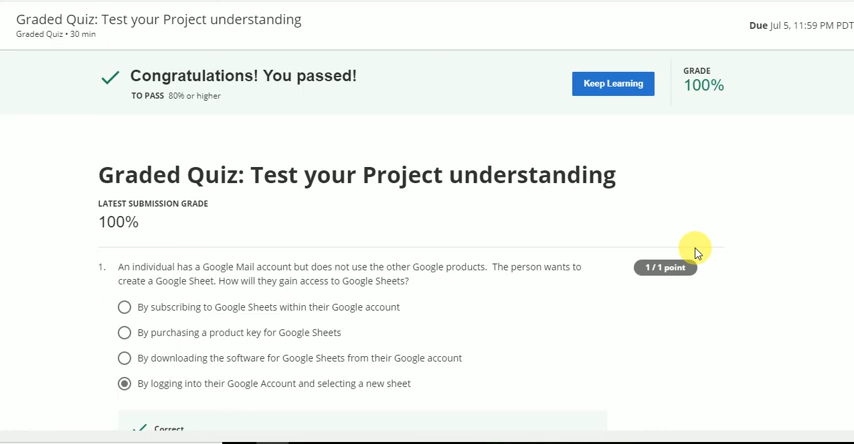 Graded Quiz: Test your Project understanding
Graded Quiz • 30 min
Due Jul 5, 11:59 PM PDT
Congratulations! You passed!
TO PASS 80% or higher
Keep Learning
GRADE
100%
Graded Quiz: Test your Project understanding
LATEST SUBMISSION GRADE
100%
1. An individual has a Google Mail account but does not use the other Google products. The person wants to
create a Google Sheet. How will they gain access to Google Sheets?
1 / 1 point
By subscribing to Google Sheets within their Google account
By purchasing a product key for Google Sheets
By downloading the software for Google Sheets from their Google account
By logging into their Google Account and selecting a new sheet
Correct